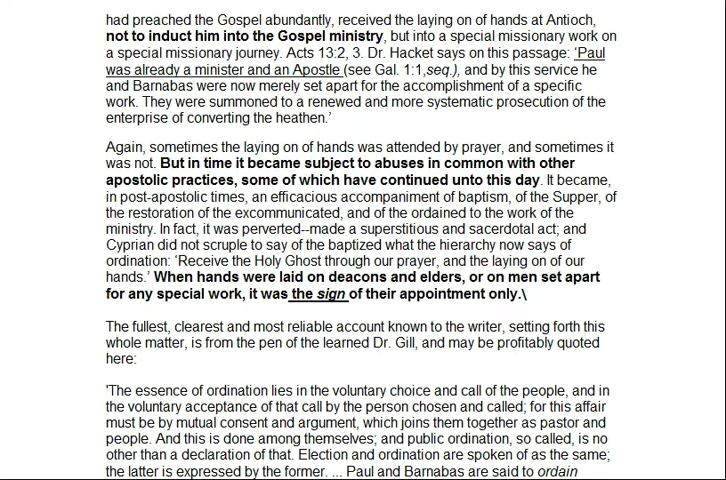 had preached the Gospel abundantly, received the laying on of hands at Antioch,
not to induct him into the Gospel ministry, but into a special missionary work on
a special missionary journey. Acts 13:2, 3. Dr. Hacket says on this passage: ‘Paul
was already a minister and an Apostle (see Gal. 1:1,seq.), and by this service he
and Barnabas were now merely set apart for the accomplishment of a specific
work. They were summoned to a renewed and more systematic prosecution of the
enterprise of converting the heathen.’
Again, sometimes the laying on of hands was attended by prayer, and sometimes it
was not. But in time it became subject to abuses in common with other
apostolic practices, some of which have continued unto this day. It became,
in post-apostolic times, an efficacious accompaniment of baptism, of the Supper, of
the restoration of the excommunicated, and of the ordained to the work of the
ministry. In fact, it was perverted--made a superstitious and sacerdotal act; and
Cyprian did not scruple to say of the baptized what the hierarchy now says of
ordination: ‘Receive the Holy Ghost through our prayer, and the laying on of our
hands.’ When hands were laid on deacons and elders, or on men set apart
for any special work, it was the sign of their appointment only.\
The fullest, clearest and most reliable account known to the writer, setting forth this
whole matter, is from the pen of the learned Dr. Gill, and may be profitably quoted
here:
'The essence of ordination lies in the voluntary choice and call of the people, and in
the voluntary acceptance of that call by the person chosen and called; for this affair
must be by mutual consent and argument, which joins them together as pastor and
people. And this is done among themselves; and public ordination, so called, is no
other than a declaration of that. Election and ordination are spoken of as the same;
the latter is expressed by the former. ... Paul and Barnabas are said to ordain